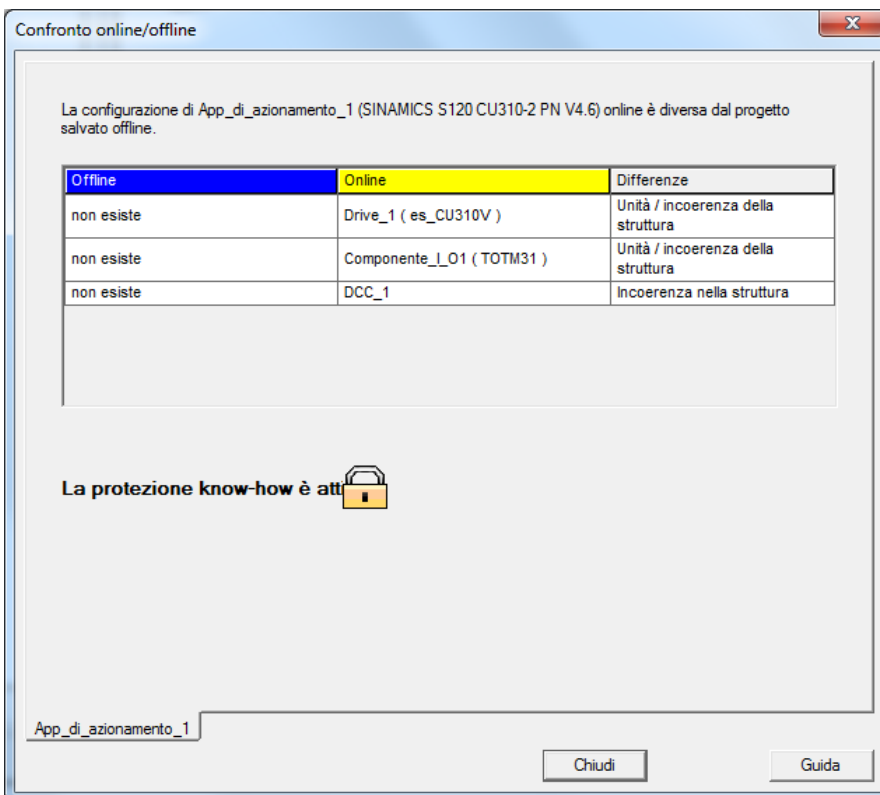 Confronto online/offline
La configurazione di App_di_azionamento_1 (SINAMICS S120 CU310-2 PN V4.6) online è diversa dal progetto
salvato offline.
Offline Online Differenze
non esiste Drive_1 ( es_CU310V ) Unità / incoerenza della
struttura
non esiste Componente_I_O1 ( TOTM31 ) Unità / incoerenza della
struttura
non esiste DCC_1 Incoerenza nella struttura
La protezione know-how è
App_di_azionamento_1
Chiudi Guida